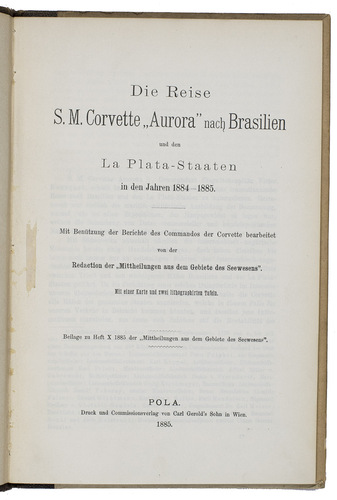 Die Reise
S. M. Corvette „Aurora" nach Brasilien
und den
La Plata-Staaten
in den Jahren 1884—1885.
Mit Benützung der Berichte des Commandos der Corvette bearbeitet
von der
Redaction der „Mittheilungen aus dem Gebiete des Seewesens".
Mit einer Karte und zwei lithographirten Tafeln.
Beilage zu Heft X 1885 der „Mittheilungen aus dem Gebiete des Seewesens".
POLA.
Druck und Commissionsverlag von Carl Gerold's Sohn in Wien.
1885.